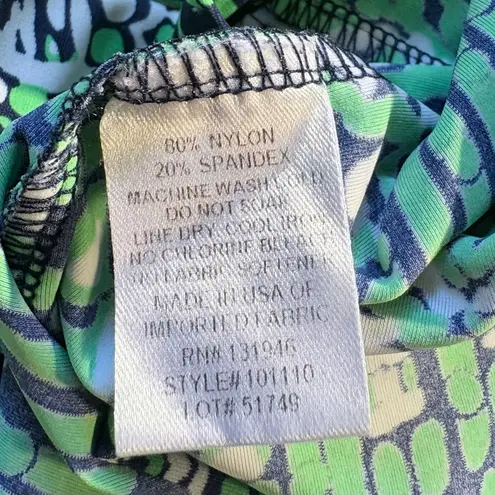 80% NYLON
20% SPANDEX
MACHINE WASH COLD
DO NOT SOAK
LINE DRY, COOL IRON
NO CHLORINE BLEACH
NO FABRIC SOFTENER
MADE IN USA OF
IMPORTED FABRIC
RN# 131946
STYLE# 101110
LOT# 51749